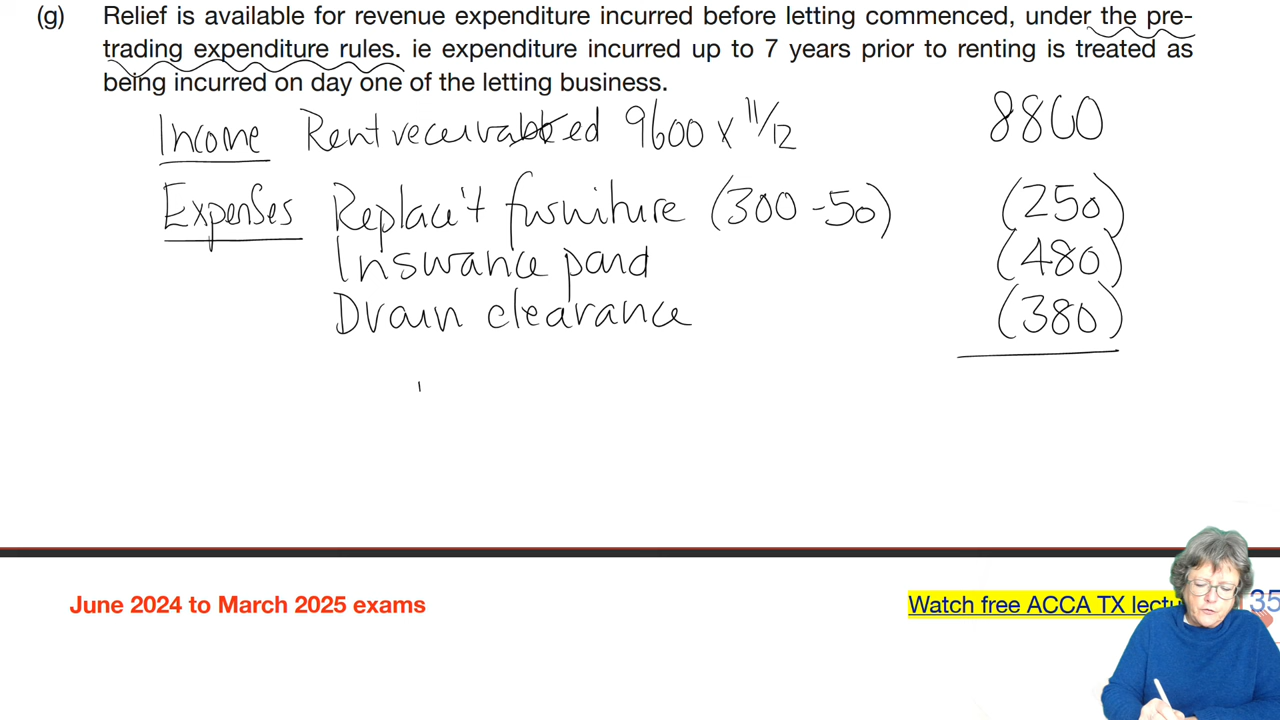 (g) Relief is available for revenue expenditure incurred before letting commenced, under the pre-
trading expenditure rules. ie expenditure incurred up to 7 years prior to renting is treated as
being incurred on day one of the letting business.
Income Rent received 9600 x 11/12 8860
Expenses Replac't furniture (300 - 50) (250)
Insurance paid (480)
Drain clearance (380)
June 2024 to March 2025 exams
Watch free ACCA TX lectu 35